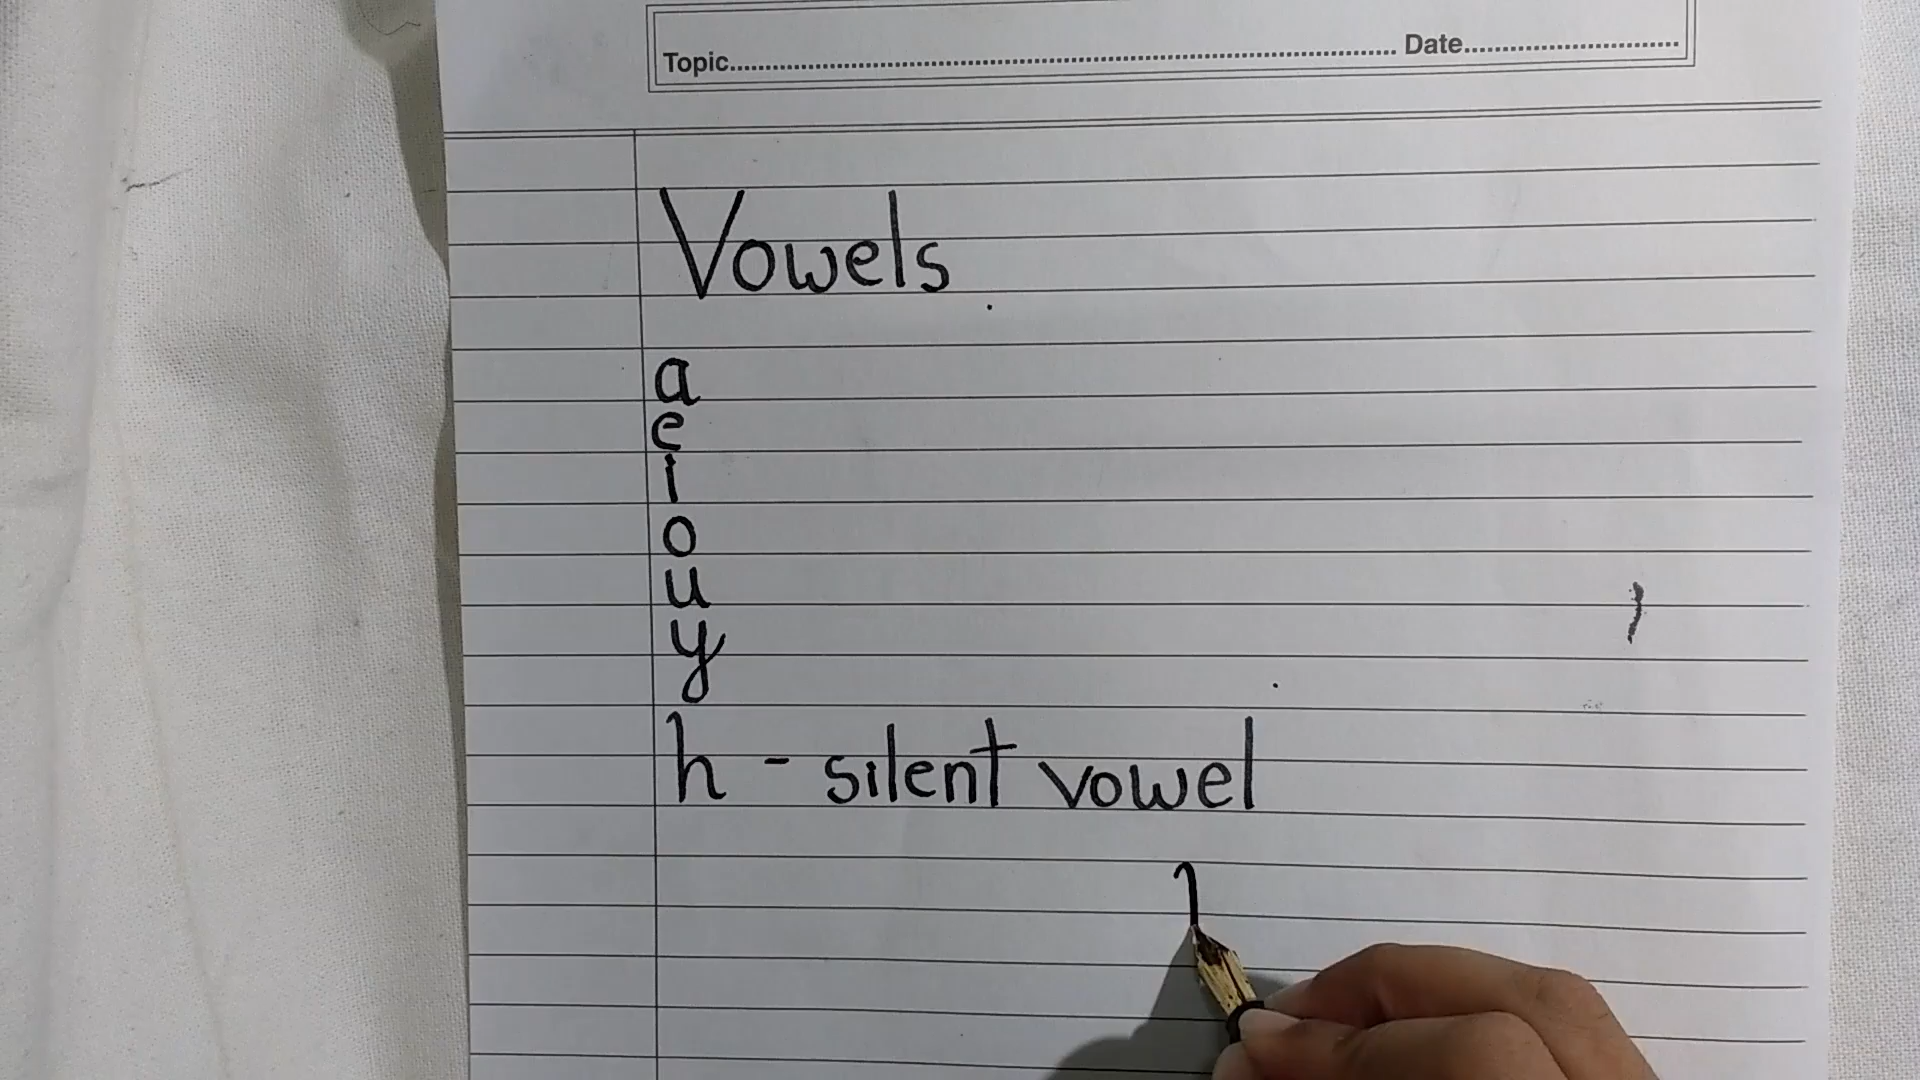 Topic.................... Date....................
Vowels
a
e
i
o
u
y
h - silent vowel